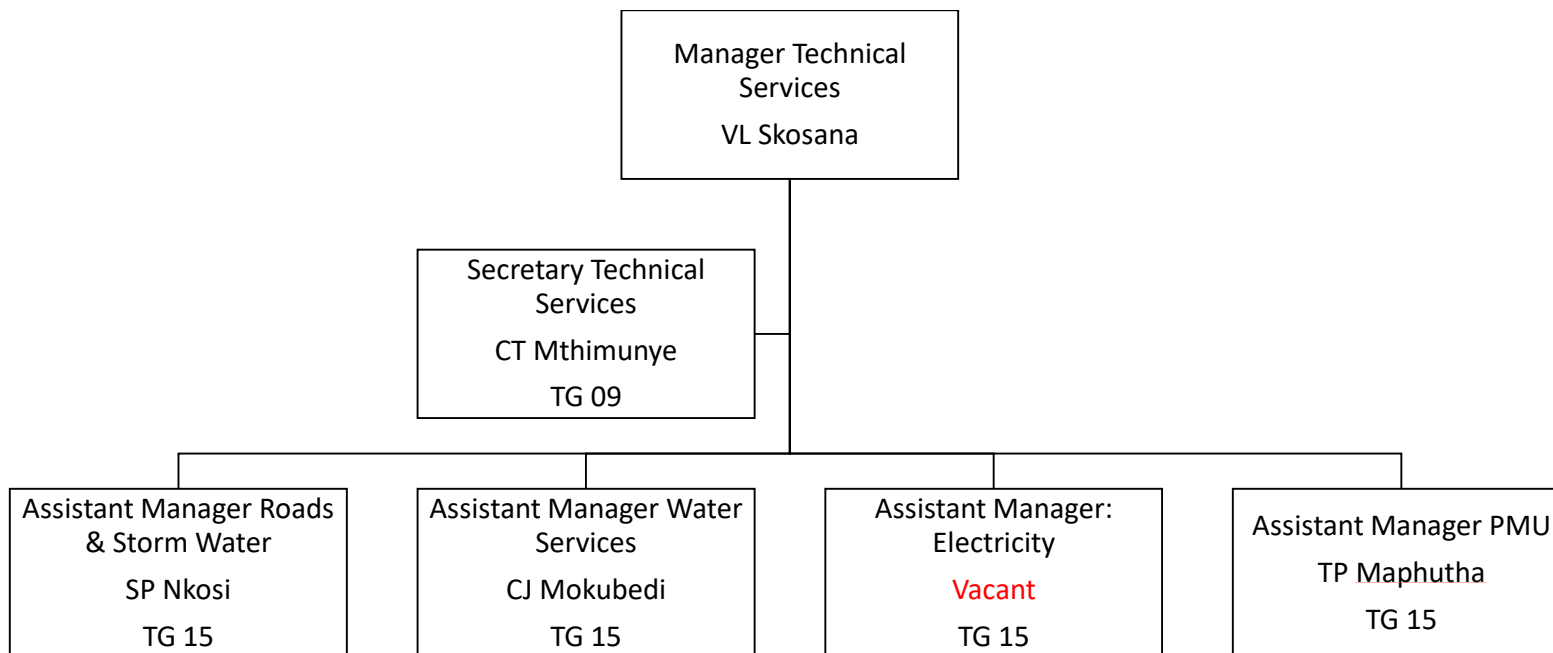 Manager Technical
Services
VL Skosana
Secretary Technical
Services
CT Mthimunye
TG 09
Assistant Manager Roads
& Storm Water
SP Nkosi
TG 15
Assistant Manager Water
Services
CJ Mokubedi
TG 15
Assistant Manager:
Electricity
Vacant
TG 15
Assistant Manager PMU
TP Maphutha
TG 15